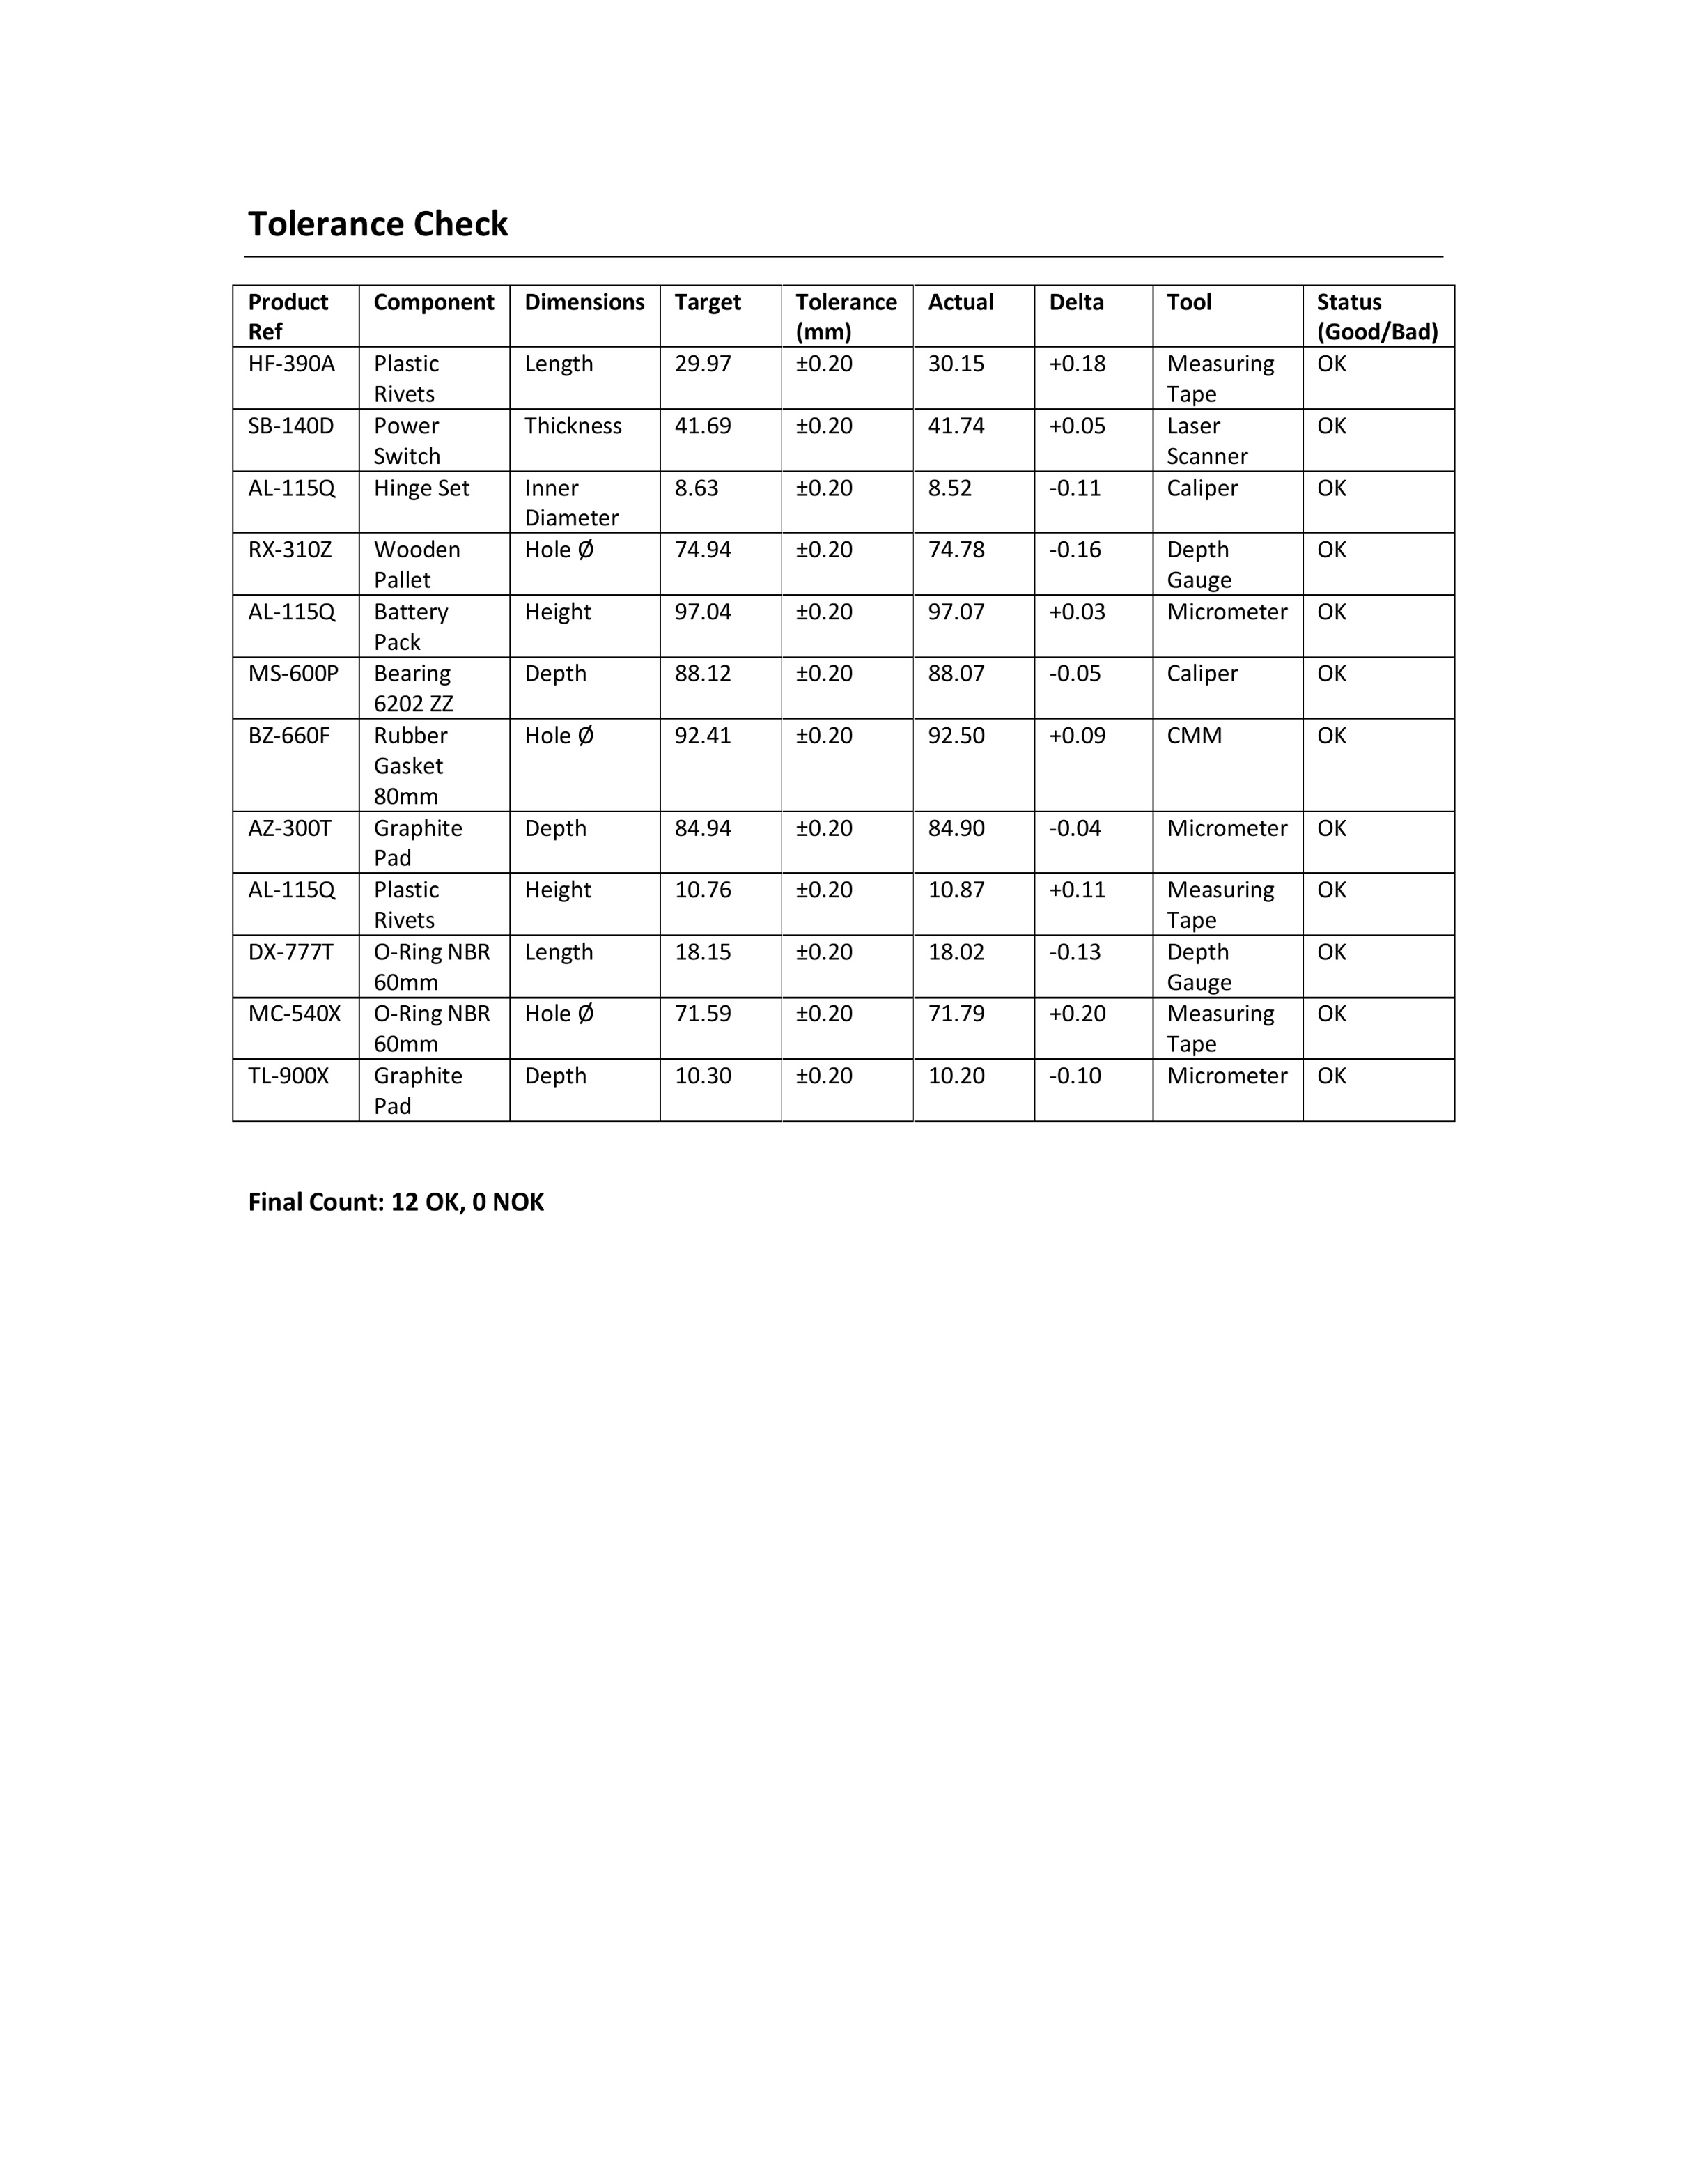 Tolerance Check
Product Ref | Component | Dimensions | Target | Tolerance (mm) | Actual | Delta | Tool | Status (Good/Bad)
HF-390A | Plastic Rivets | Length | 29.97 | ±0.20 | 30.15 | +0.18 | Measuring Tape | OK
SB-140D | Power Switch | Thickness | 41.69 | ±0.20 | 41.74 | +0.05 | Laser Scanner | OK
AL-115Q | Hinge Set | Inner Diameter | 8.63 | ±0.20 | 8.52 | -0.11 | Caliper | OK
RX-310Z | Wooden Pallet | Hole Ø | 74.94 | ±0.20 | 74.78 | -0.16 | Depth Gauge | OK
AL-115Q | Battery Pack | Height | 97.04 | ±0.20 | 97.07 | +0.03 | Micrometer | OK
MS-600P | Bearing 6202 ZZ | Depth | 88.12 | ±0.20 | 88.07 | -0.05 | Caliper | OK
BZ-660F | Rubber Gasket 80mm | Hole Ø | 92.41 | ±0.20 | 92.50 | +0.09 | CMM | OK
AZ-300T | Graphite Pad | Depth | 84.94 | ±0.20 | 84.90 | -0.04 | Micrometer | OK
AL-115Q | Plastic Rivets | Height | 10.76 | ±0.20 | 10.87 | +0.11 | Measuring Tape | OK
DX-777T | O-Ring NBR 60mm | Length | 18.15 | ±0.20 | 18.02 | -0.13 | Depth Gauge | OK
MC-540X | O-Ring NBR 60mm | Hole Ø | 71.59 | ±0.20 | 71.79 | +0.20 | Measuring Tape | OK
TL-900X | Graphite Pad | Depth | 10.30 | ±0.20 | 10.20 | -0.10 | Micrometer | OK
Final Count: 12 OK, 0 NOK